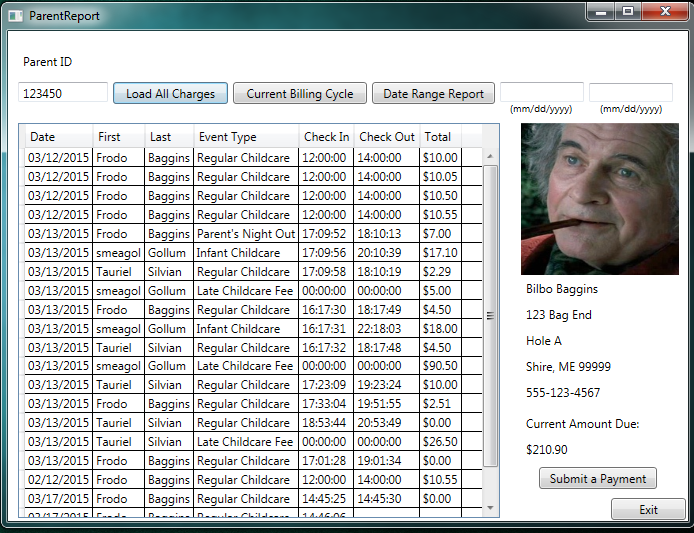 ParentReport
Parent ID
123450 Load All Charges Current Billing Cycle Date Range Report
(mm/dd/yyyy) (mm/dd/yyyy)
Date First Last Event Type Check In Check Out Total
03/12/2015 Frodo Baggins Regular Childcare 12:00:00 14:00:00 $10.00
03/12/2015 Frodo Baggins Regular Childcare 12:00:00 14:00:00 $10.05
03/12/2015 Frodo Baggins Regular Childcare 12:00:00 14:00:00 $10.50
03/12/2015 Frodo Baggins Regular Childcare 12:00:00 14:00:00 $10.55
03/13/2015 Frodo Baggins Parent's Night Out 17:09:52 18:10:13 $7.00
03/13/2015 smeagol Gollum Infant Childcare 17:09:56 20:10:39 $17.10
03/13/2015 Tauriel Silvian Regular Childcare 17:09:58 18:10:19 $2.29
03/13/2015 smeagol Gollum Late Childcare Fee 00:00:00 00:00:00 $5.00
03/13/2015 Frodo Baggins Regular Childcare 16:17:30 18:17:49 $4.50
03/13/2015 smeagol Gollum Infant Childcare 16:17:31 22:18:03 $18.00
03/13/2015 Tauriel Silvian Regular Childcare 16:17:32 18:17:48 $4.50
03/13/2015 smeagol Gollum Late Childcare Fee 00:00:00 00:00:00 $90.50
03/13/2015 Tauriel Silvian Regular Childcare 17:23:09 19:23:24 $10.00
03/13/2015 Frodo Baggins Regular Childcare 17:33:04 19:51:55 $2.51
03/13/2015 Tauriel Silvian Regular Childcare 18:53:44 20:53:49 $0.00
03/13/2015 Tauriel Silvian Late Childcare Fee 00:00:00 00:00:00 $26.50
03/13/2015 Frodo Baggins Regular Childcare 17:01:28 19:01:34 $0.00
02/12/2015 Frodo Baggins Regular Childcare 12:00:00 14:00:00 $10.55
03/17/2015 Frodo Baggins Regular Childcare 14:45:25 14:45:30 $0.00
03/17/2015 Frodo Baggins Regular Childcare 14:46:06
Bilbo Baggins
123 Bag End
Hole A
Shire, ME 99999
555-123-4567
Current Amount Due:
$210.90
Submit a Payment
Exit